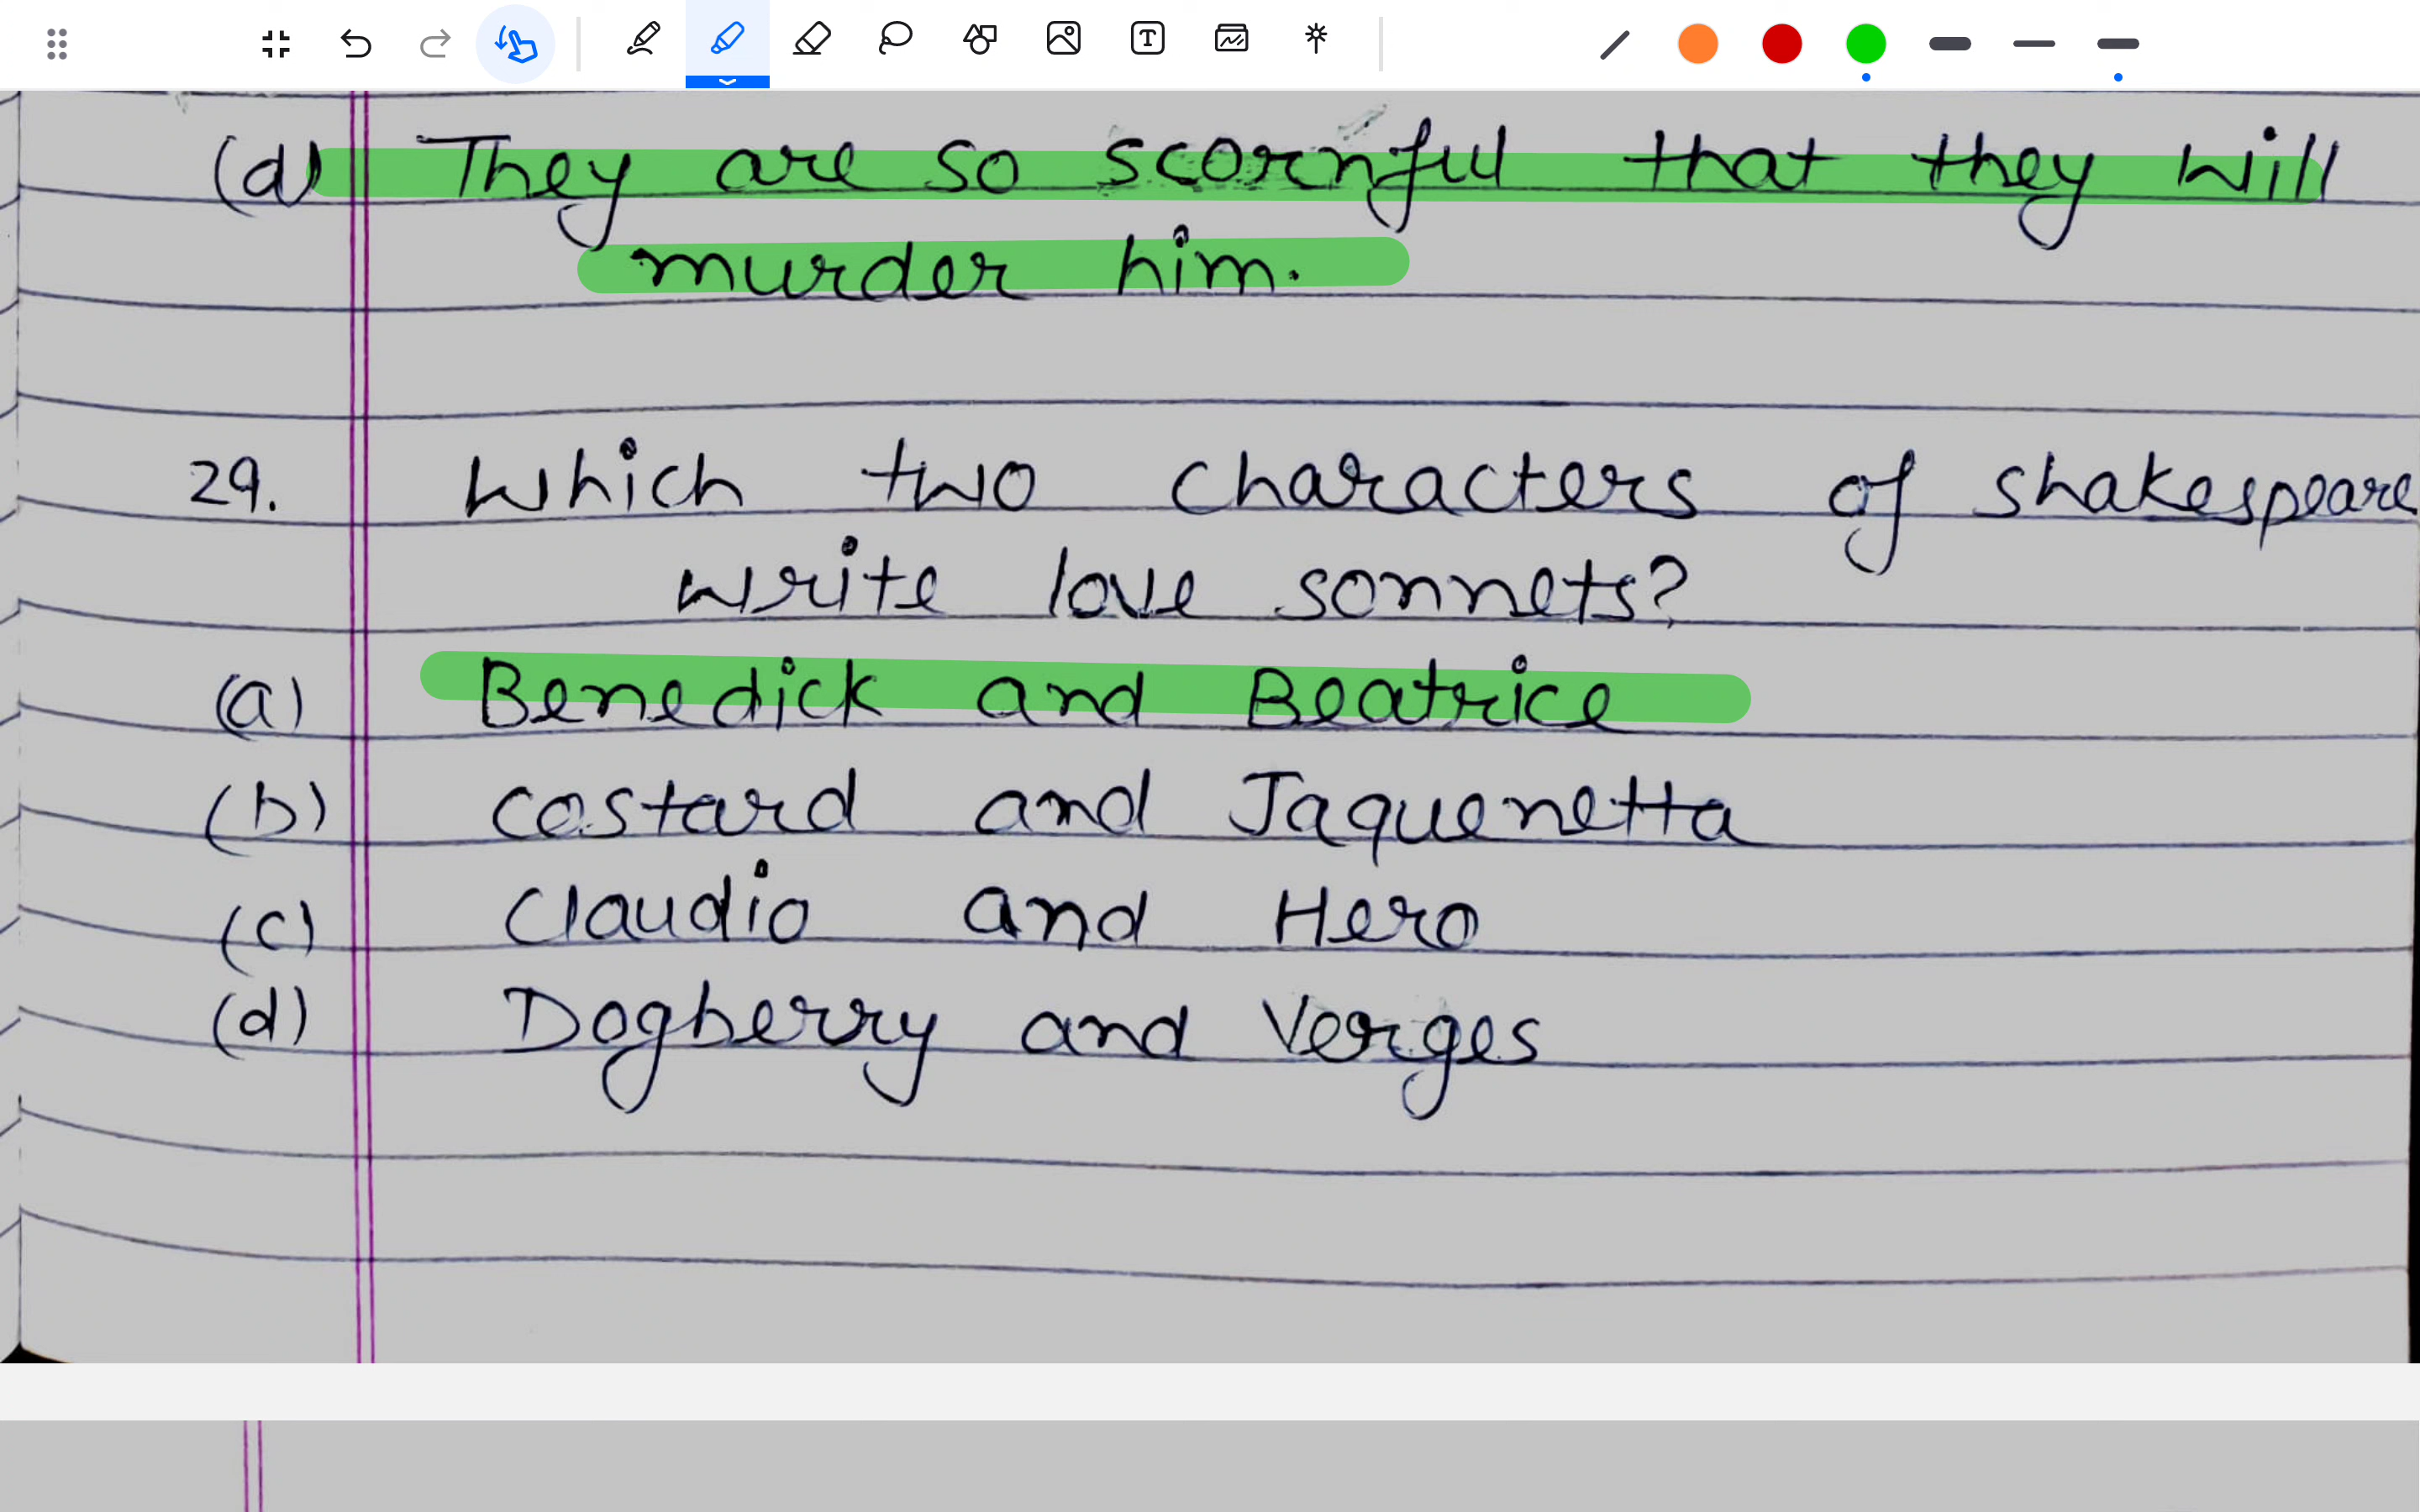 (d) They are so scornful that they will
murder him.
29. Which two characters of shakespeare
write love sonnets?
(a) Benedick and Beatrice
(b) costard and Jaquenetta
(c) Claudio and Hero
(d) Dogberry and Verges